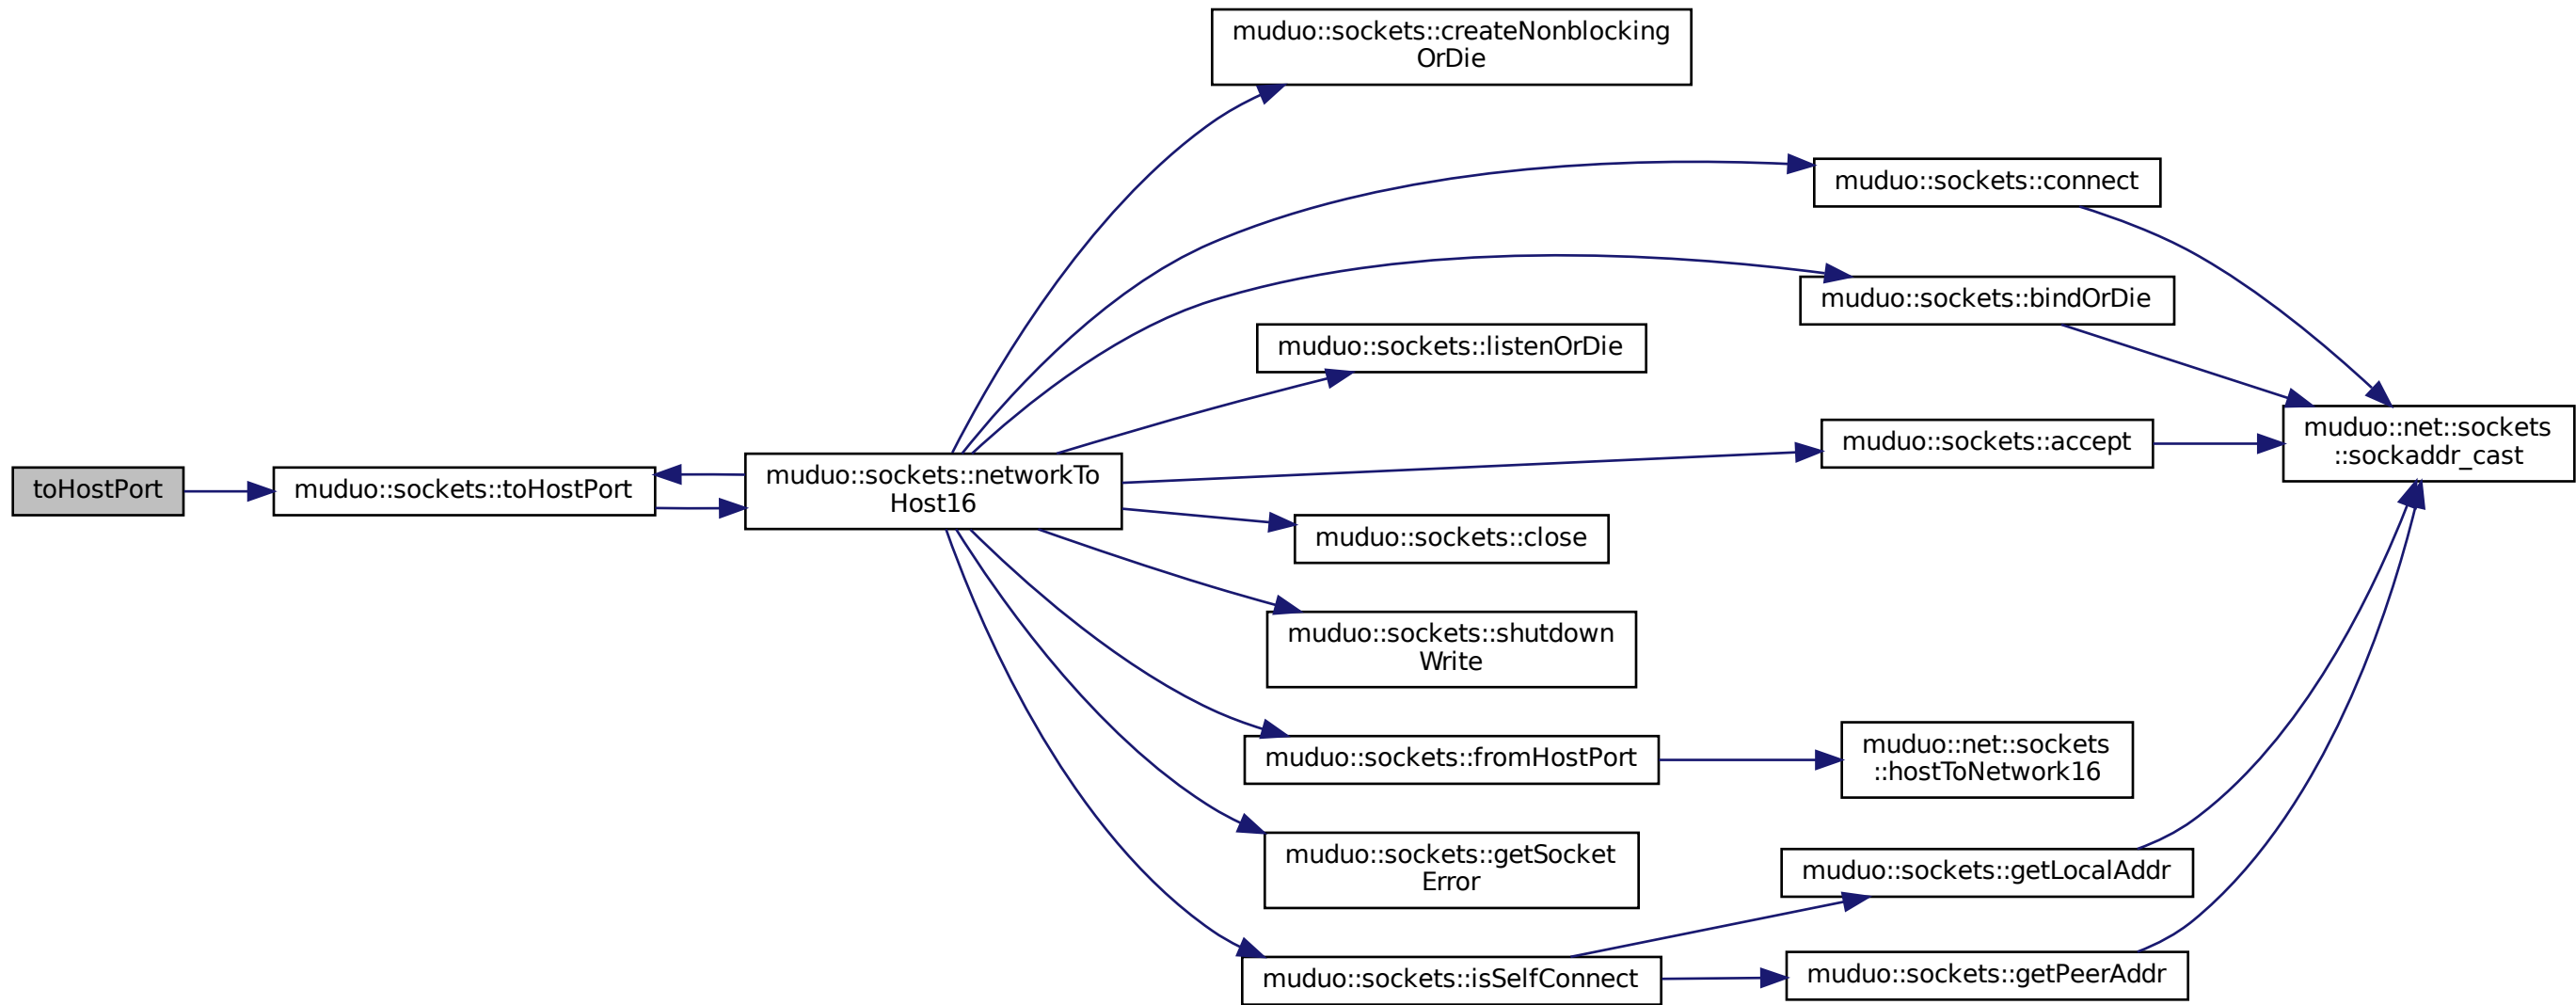 toHostPort
muduo::sockets::toHostPort
muduo::sockets::networkTo
Host16
muduo::sockets::createNonblocking
OrDie
muduo::sockets::connect
muduo::sockets::bindOrDie
muduo::sockets::listenOrDie
muduo::sockets::accept
muduo::net::sockets
::sockaddr_cast
muduo::sockets::close
muduo::sockets::shutdown
Write
muduo::sockets::fromHostPort
muduo::net::sockets
::hostToNetwork16
muduo::sockets::getSocket
Error
muduo::sockets::getLocalAddr
muduo::sockets::isSelfConnect
muduo::sockets::getPeerAddr